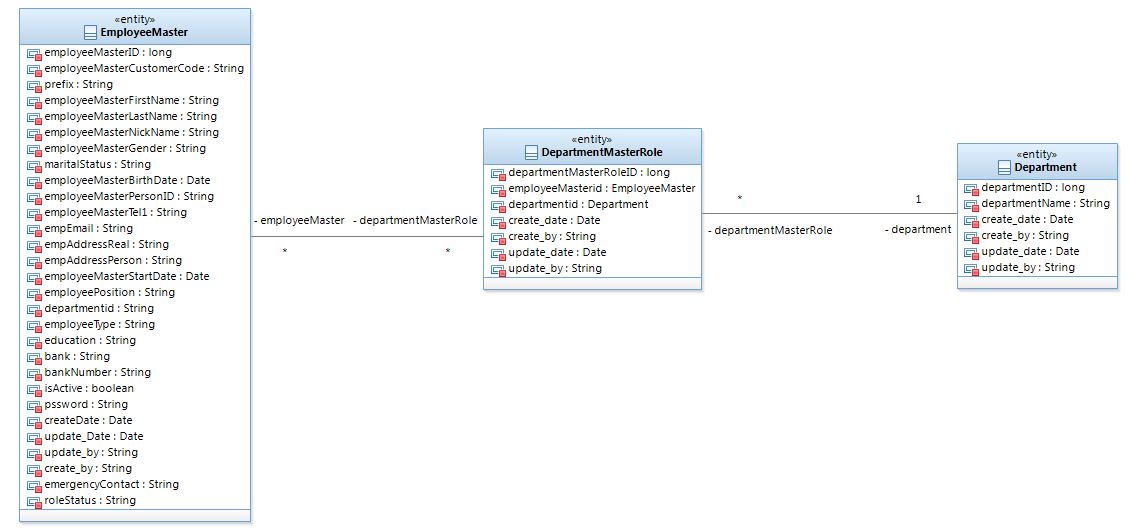 «entity»
EmployeeMaster
employeeMasterID : long
employeeMasterCustomerCode : String
prefix : String
employeeMasterFirstName : String
employeeMasterLastName : String
employeeMasterNickName : String
employeeMasterGender : String
maritalStatus : String
employeeMasterBirthDate : Date
employeeMasterPersonID : String
employeeMasterTel1 : String
empEmail : String
empAddressReal : String
empAddressPerson : String
employeeMasterStartDate : Date
employeePosition : String
departmentid : String
employeeType : String
education : String
bank : String
bankNumber : String
isActive : boolean
pssword : String
createDate : Date
update_Date : Date
update_by : String
create_by : String
emergencyContact : String
roleStatus : String
- employeeMaster
- departmentMasterRole
*
*
«entity»
DepartmentMasterRole
departmentMasterRoleID : long
employeeMasterid : EmployeeMaster
departmentid : Department
create_date : Date
create_by : String
update_date : Date
update_by : String
*
1
- departmentMasterRole
- department
«entity»
Department
departmentID : long
departmentName : String
create_date : Date
create_by : String
update_date : Date
update_by : String